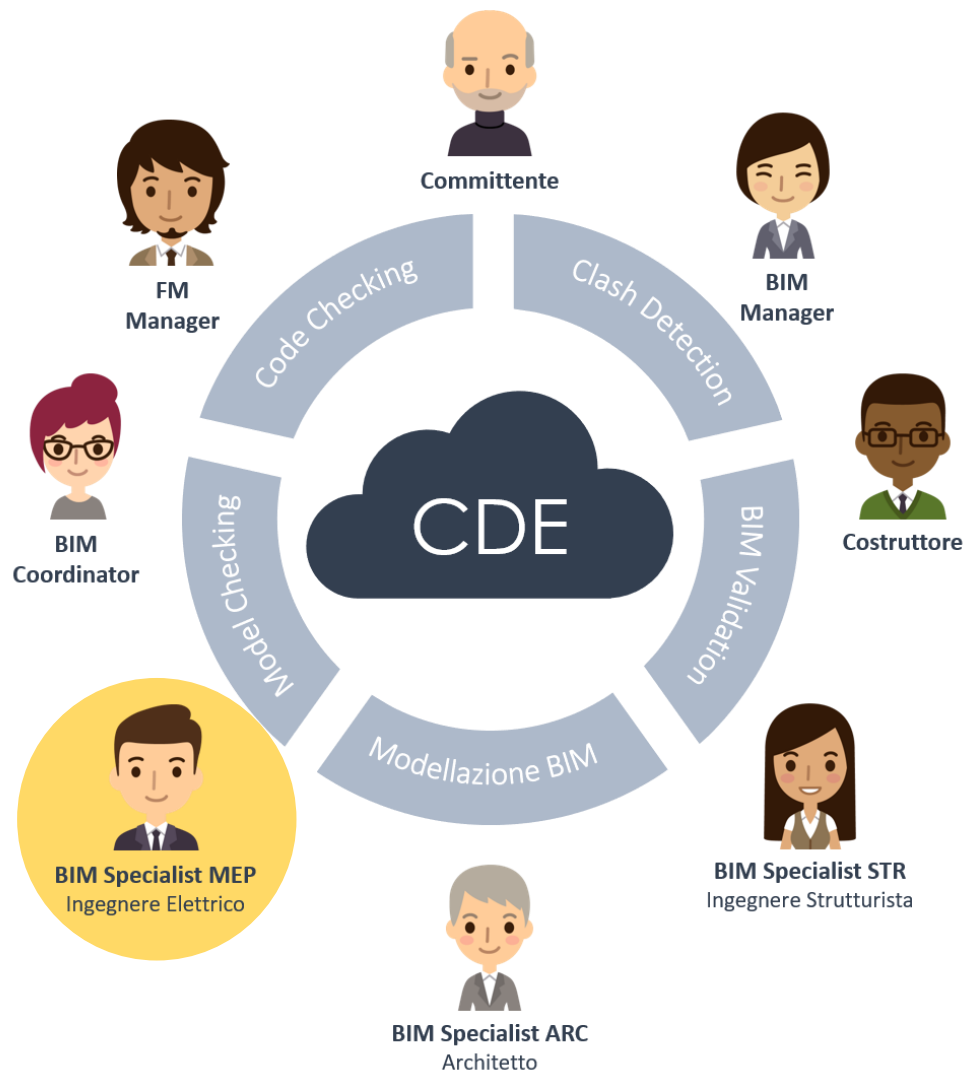 Committente
BIM
Manager
FM
Manager
Code Checking
Clash Detection
BIM
Coordinator
Costruttore
CDE
Model Checking
BIM Validation
Modellazione BIM
BIM Specialist MEP
Ingegnere Elettrico
BIM Specialist STR
Ingegnere Strutturista
BIM Specialist ARC
Architetto